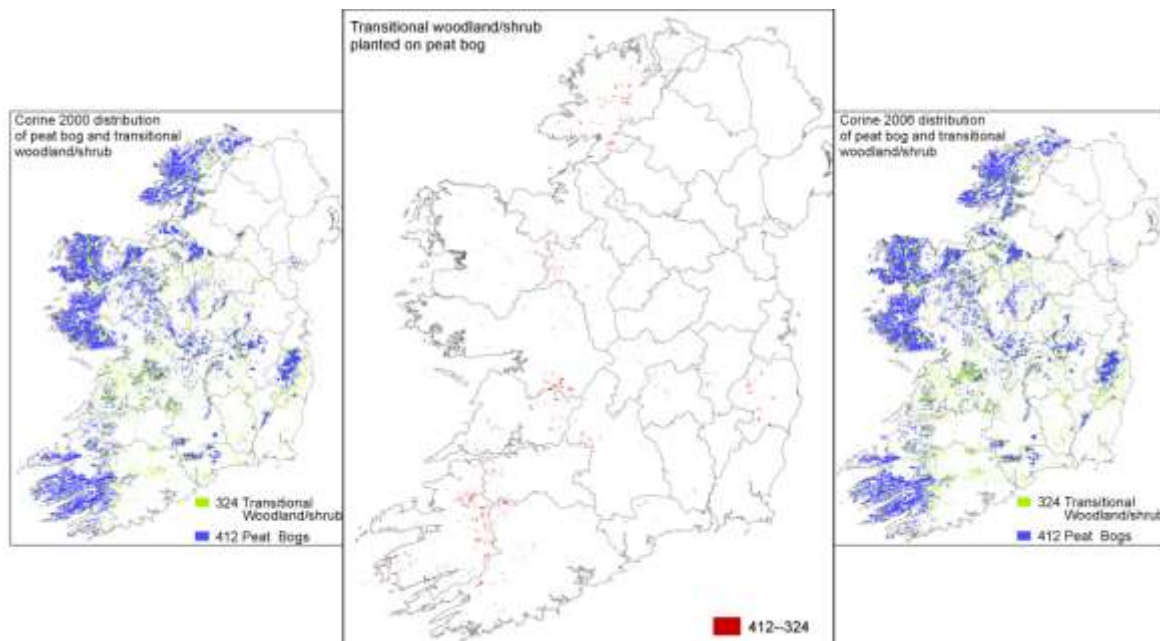 Corine 2000 distribution
of peat bog and transitional
woodland/shrub
324 Transitional
Woodland/shrub
412 Peat Bogs
Transitional woodland/shrub
planted on peat bog
412--324
Corine 2006 distribution
of peat bog and transitional
woodland/shrub
324 Transitional
Woodland/shrub
412 Peat Bogs